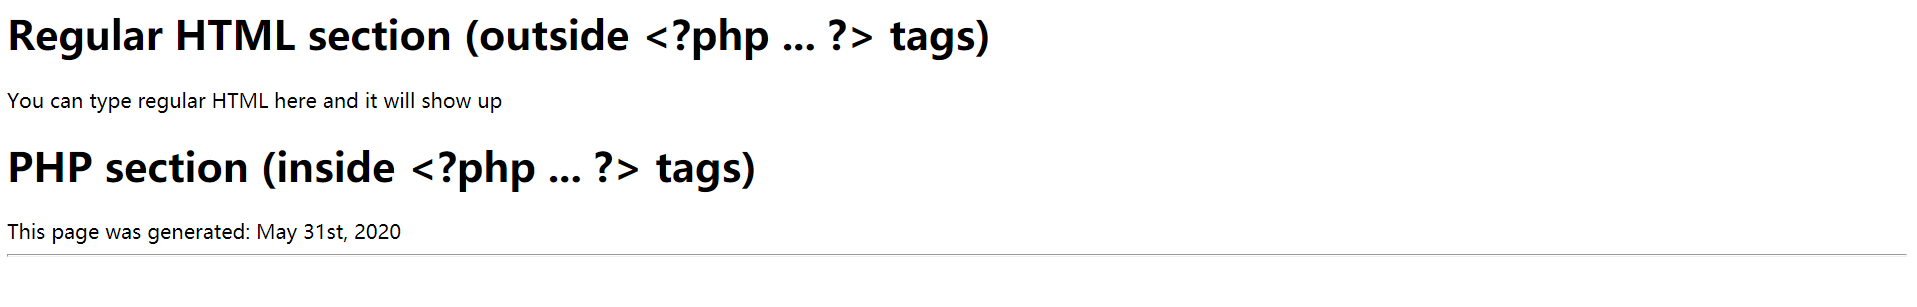 Regular HTML section (outside <?php ... ?> tags)
You can type regular HTML here and it will show up
PHP section (inside <?php ... ?> tags)
This page was generated: May 31st, 2020